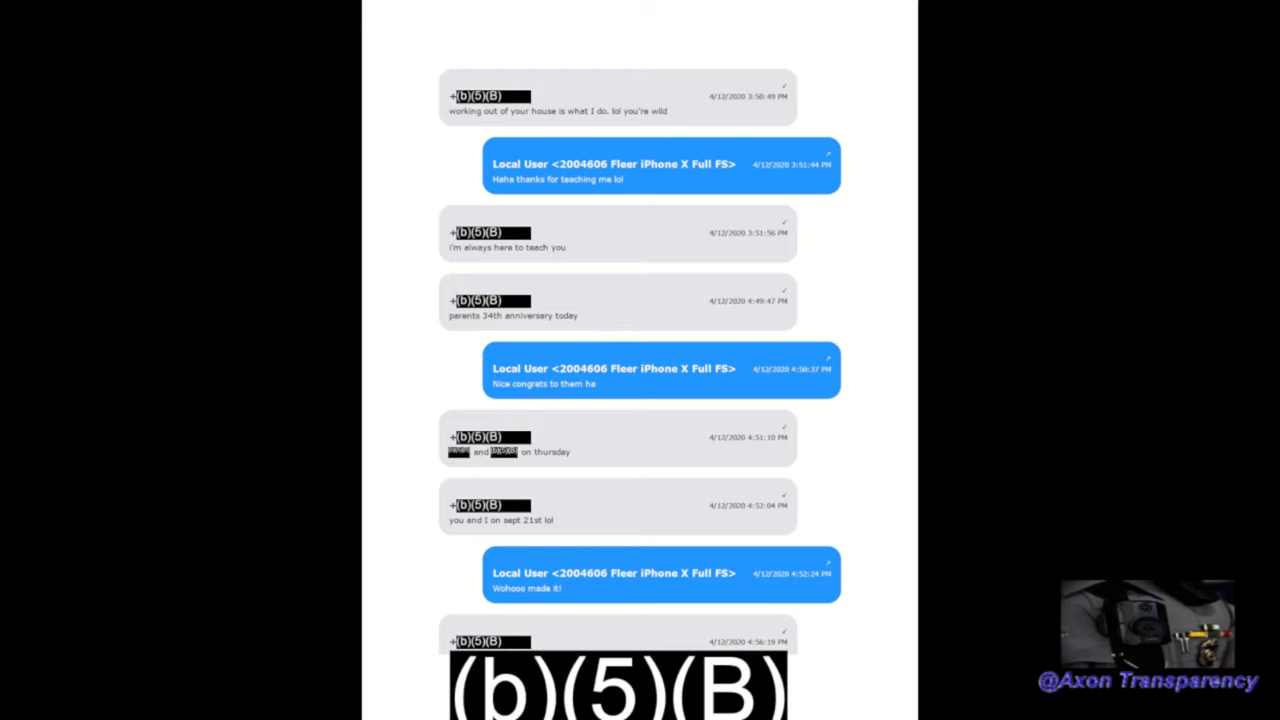 +(b)(5)(B) 4/12/2020 3:50:49 PM
working out of your house is what I do. lol you're wild
Local User <2004606 Fleer iPhone X Full FS> 4/12/2020 3:51:44 PM
Haha thanks for teaching me lol
+(b)(5)(B) 4/12/2020 3:51:56 PM
i'm always here to teach you
+(b)(5)(B) 4/12/2020 4:49:47 PM
parents 34th anniversary today
Local User <2004606 Fleer iPhone X Full FS> 4/12/2020 4:50:37 PM
Nice congrats to them ha
+(b)(5)(B) 4/12/2020 4:51:10 PM
and (b)(5)(B) on thursday
+(b)(5)(B) 4/12/2020 4:52:04 PM
you and I on sept 21st lol
Local User <2004606 Fleer iPhone X Full FS> 4/12/2020 4:52:24 PM
Wohooo made it!
+(b)(5)(B) 4/12/2020 4:56:19 PM
(b)(5)(B)
@Axon Transparency